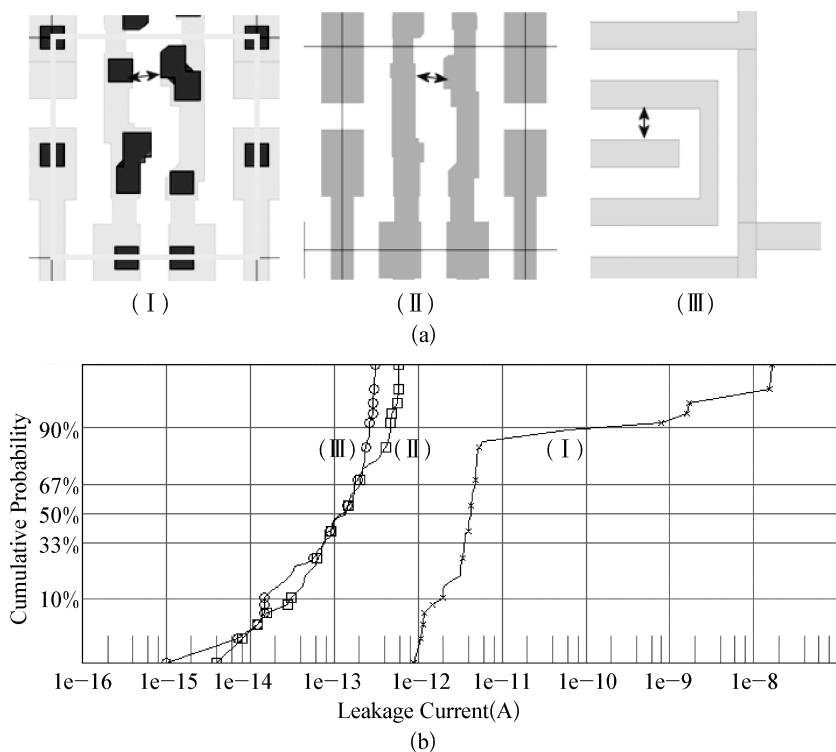 (Ⅰ) (Ⅱ) (Ⅲ)
(a)
Cumulative Probability
90%
67%
50%
33%
10%
(Ⅲ) (Ⅱ) (Ⅰ)
1e−16 1e−15 1e−14 1e−13 1e−12 1e−11 1e−10 1e−9 1e−8
Leakage Current(A)
(b)